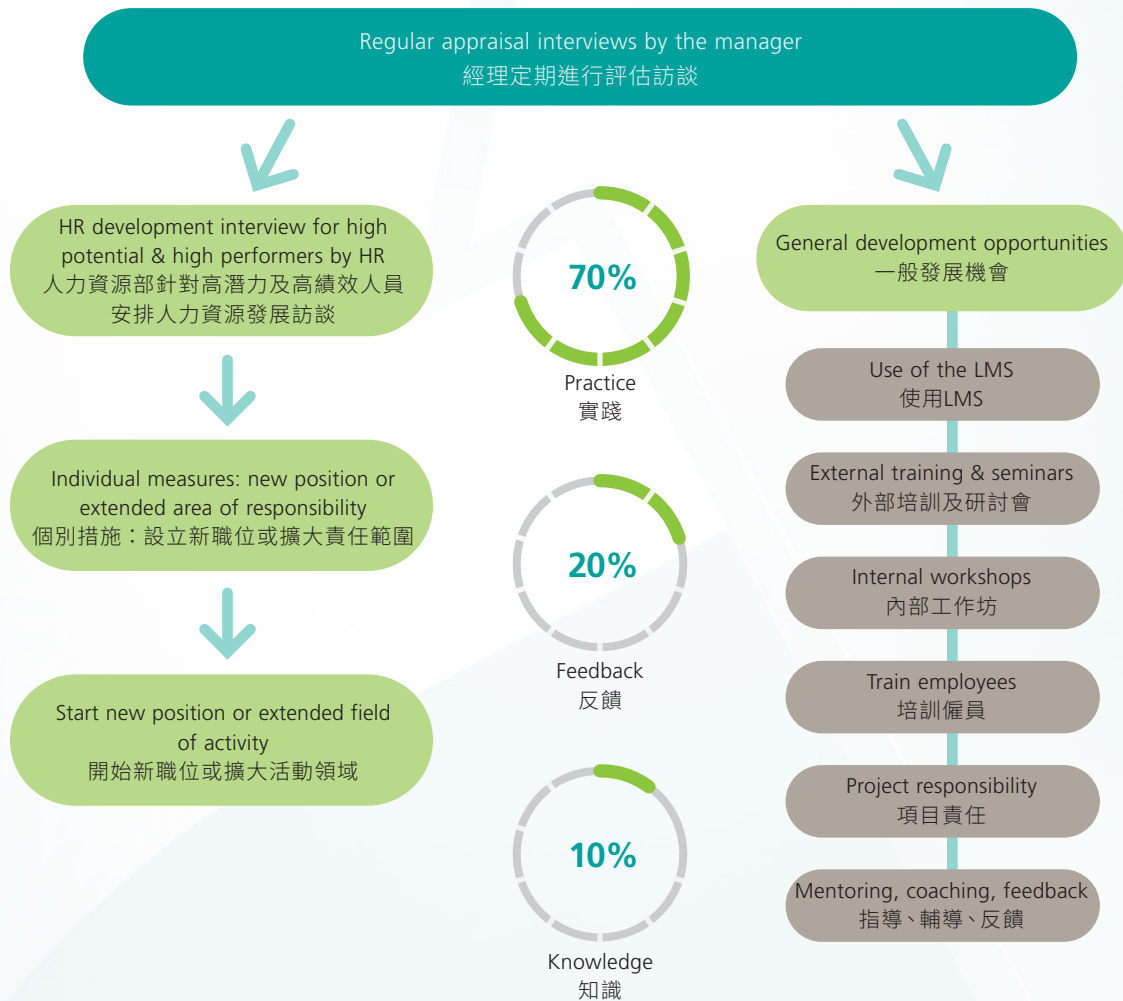 Regular appraisal interviews by the manager
經理定期進行評估訪談
HR development interview for high
potential & high performers by HR
人力資源部針對高潛力及高績效人員
安排人力資源發展訪談
Individual measures: new position or
extended area of responsibility
個別措施：設立新職位或擴大責任範圍
Start new position or extended field
of activity
開始新職位或擴大活動領域
70%
Practice
實踐
20%
Feedback
反饋
10%
Knowledge
知識
General development opportunities
一般發展機會
Use of the LMS
使用LMS
External training & seminars
外部培訓及研討會
Internal workshops
內部工作坊
Train employees
培訓僱員
Project responsibility
項目責任
Mentoring, coaching, feedback
指導、輔導、反饋